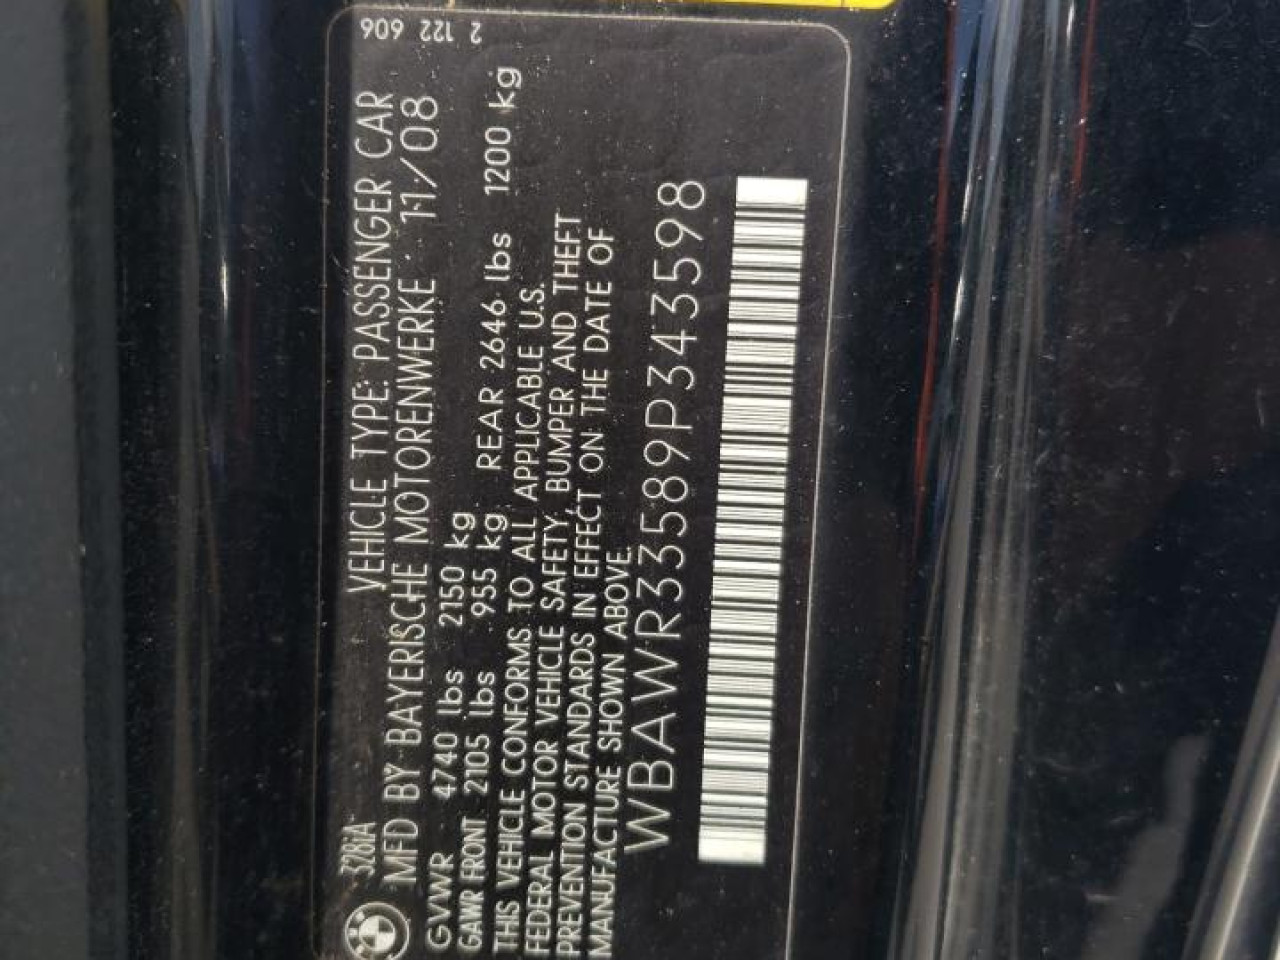 2 122 606
328iA VEHICLE TYPE: PASSENGER CAR
MFD BY BAYERISCHE MOTORENWERKE 11/08
GVWR 4740 lbs 2150 kg
GAWR FRONT 2105 lbs 955 kg REAR 2646 lbs 1200 kg
THIS VEHICLE CONFORMS TO ALL APPLICABLE U.S.
FEDERAL MOTOR VEHICLE SAFETY, BUMPER AND THEFT
PREVENTION STANDARDS IN EFFECT ON THE DATE OF
MANUFACTURE SHOWN ABOVE.
WBAWR33589P343598